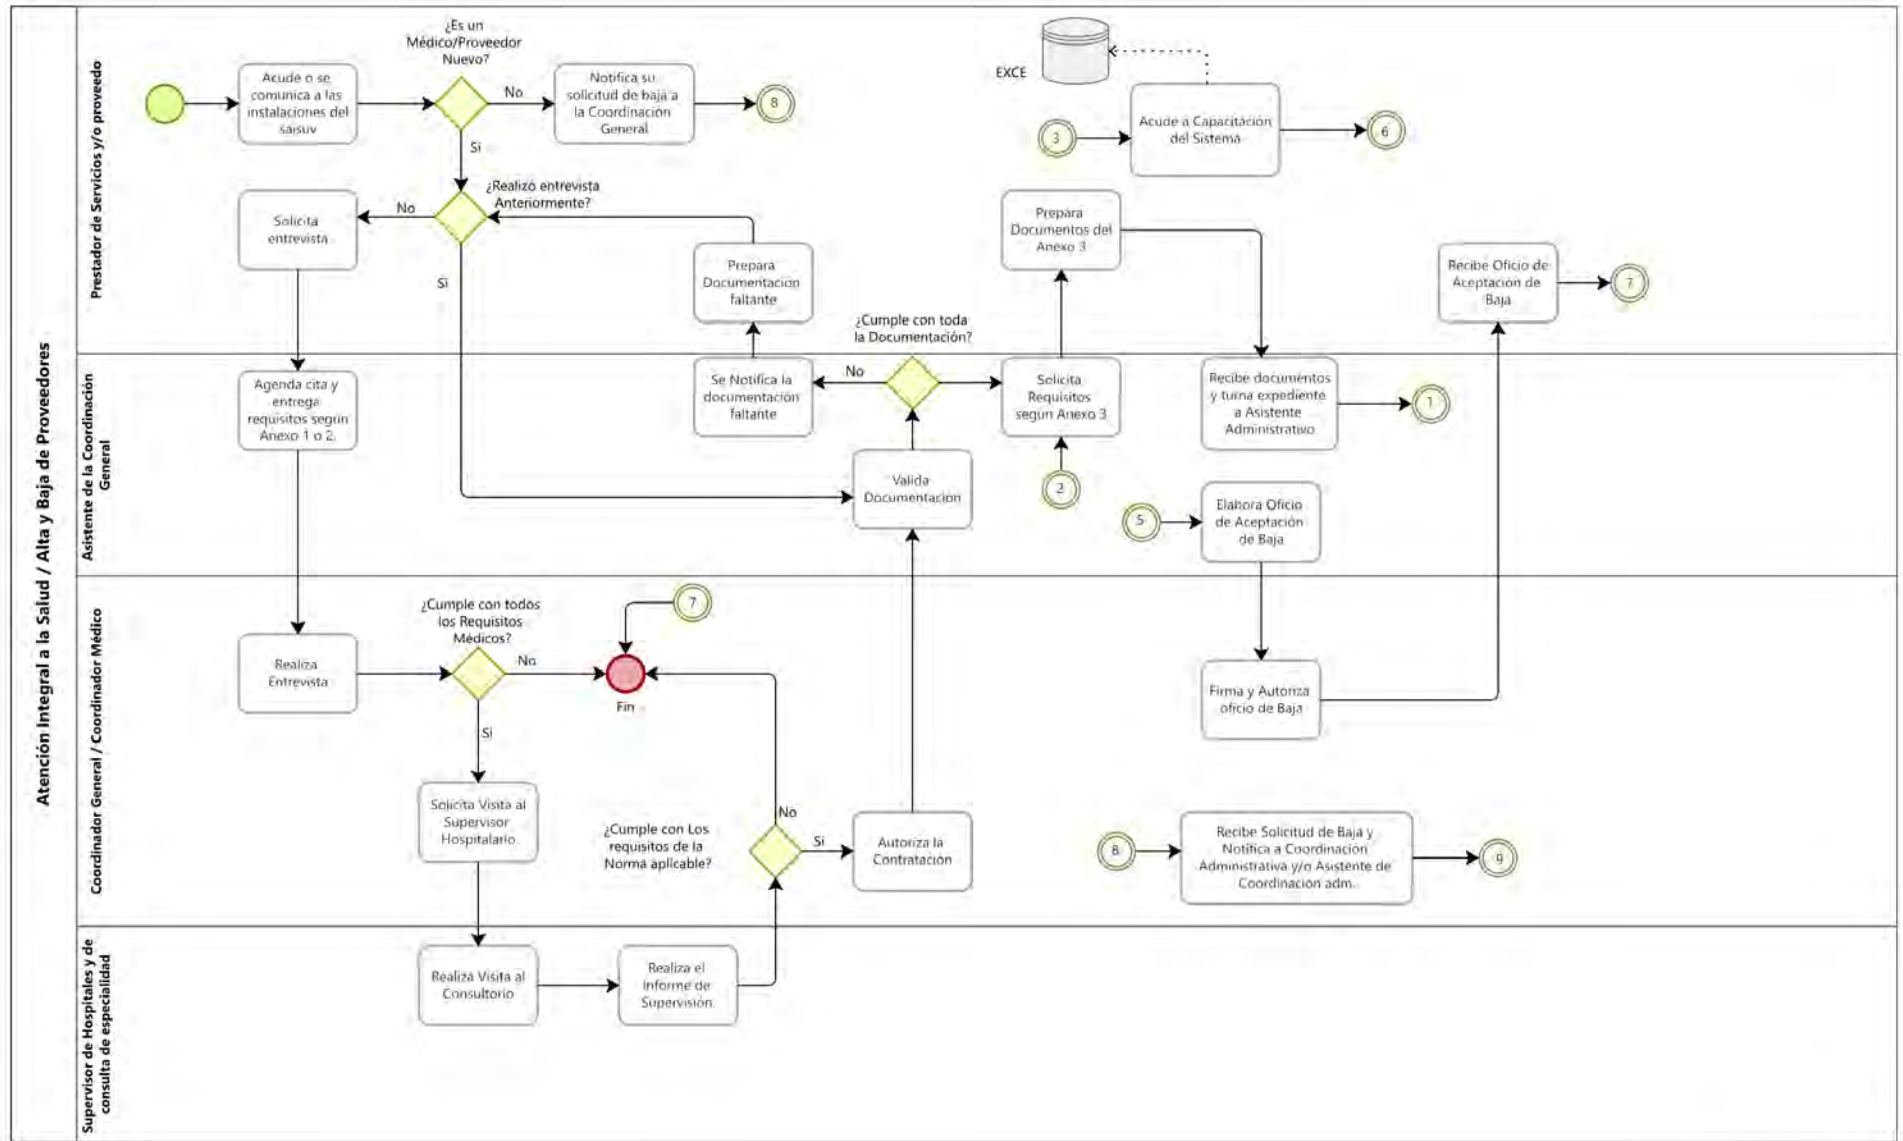 Atención Integral a la Salud / Alta y Baja de Proveedores
Prestador de Servicios y/o proveedo
¿Es un
Médico/Proveedor
Nuevo?
Acude o se
comunica a las
instalaciones del
saisuv
No
Notifica su
solicitud de baja a
la Coordinación
General
8
Si
EXCE
3
Acude a Capacitación
del Sistema
6
¿Realizó entrevista
Anteriormente?
No
Si
Solicita
entrevista
Prepara
Documentación
faltante
Prepara
Documentos del
Anexo 3
Recibe Oficio de
Aceptación de
Baja
7
Asistente de la Coordinación
General
Agenda cita y
entrega
requisitos según
Anexo 1 o 2.
¿Cumple con toda
la Documentación?
No
Se Notifica la
documentación
faltante
Solicita
Requisitos
según Anexo 3
Recibe documentos
y turna expediente
a Asistente
Administrativo
1
Valida
Documentación
2
5
Elabora Oficio
de Aceptación
de Baja
Coordinador General / Coordinador Médico
Realiza
Entrevista
¿Cumple con todos
los Requisitos
Médicos?
No
Si
7
Fin
Firma y Autoriza
oficio de Baja
Solicita Visita al
Supervisor
Hospitalario
¿Cumple con Los
requisitos de la
Norma aplicable?
No
Si
Autoriza la
Contratación
8
Recibe Solicitud de Baja y
Notifica a Coordinación
Administrativa y/o Asistente de
Coordinación adm.
9
Supervisor de Hospitales y de
consulta de especialidad
Realiza Visita al
Consultorio
Realiza el
Informe de
Supervisión